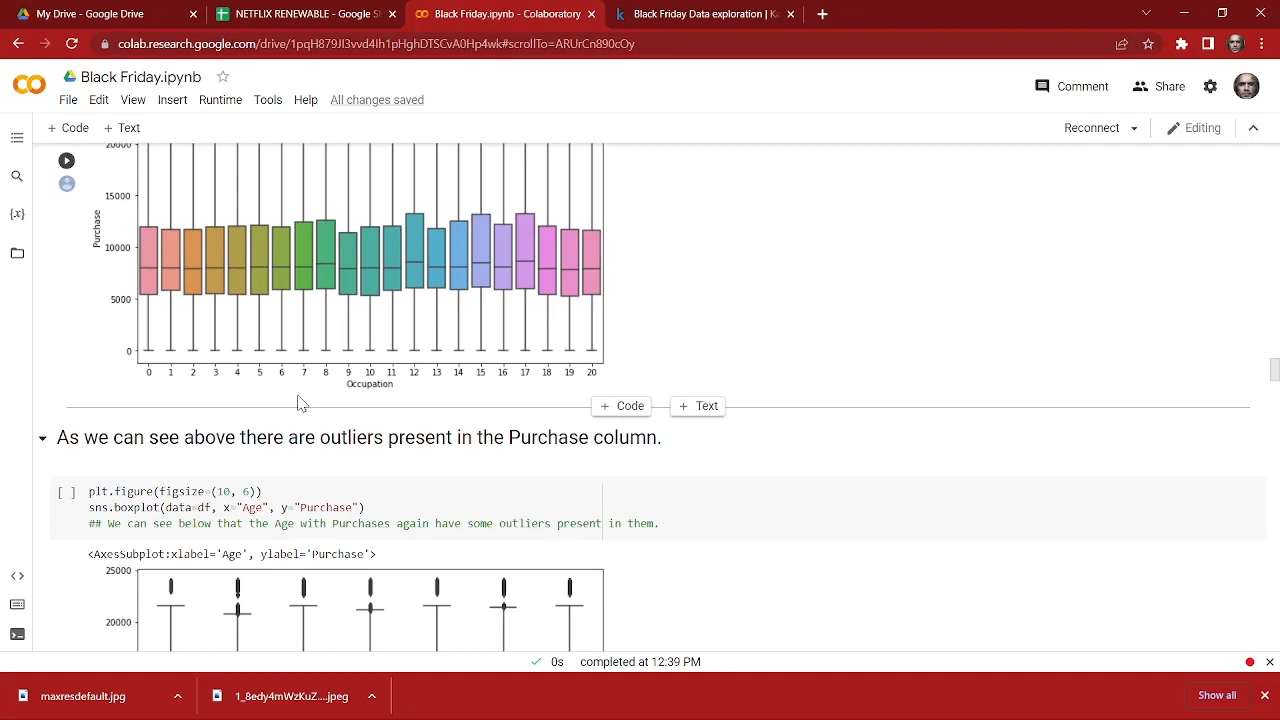 My Drive - Google Drive
NETFLIX RENEWABLE - Google S
Black Friday.ipynb - Colaboratory
Black Friday Data exploration | Ka
colab.research.google.com/drive/1pqH879JI3vvd4Ih1pHghDTSCvA0Hp4wk#scrollTo=ARUrCn890cOy
Black Friday.ipynb
File Edit View Insert Runtime Tools Help All changes saved
Comment Share
+ Code + Text
Reconnect Editing
20000
15000
10000
5000
0
Purchase
0 1 2 3 4 5 6 7 8 9 10 11 12 13 14 15 16 17 18 19 20
Occupation
+ Code + Text
As we can see above there are outliers present in the Purchase column.
[ ] plt.figure(figsize=(10, 6))
sns.boxplot(data=df, x="Age", y="Purchase")
## We can see below that the Age with Purchases again have some outliers present in them.
<AxesSubplot:xlabel='Age', ylabel='Purchase'>
25000
20000
0s completed at 12:39 PM
maxresdefault.jpg
1_8edy4mWzKuZ....jpeg
Show all